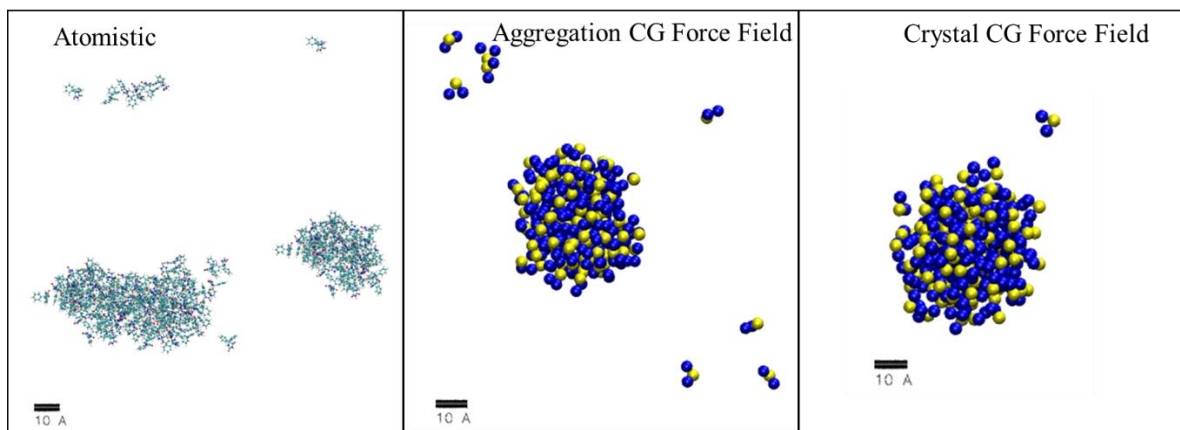 Atomistic
Aggregation CG Force Field
Crystal CG Force Field
10 A
10 A
10 A